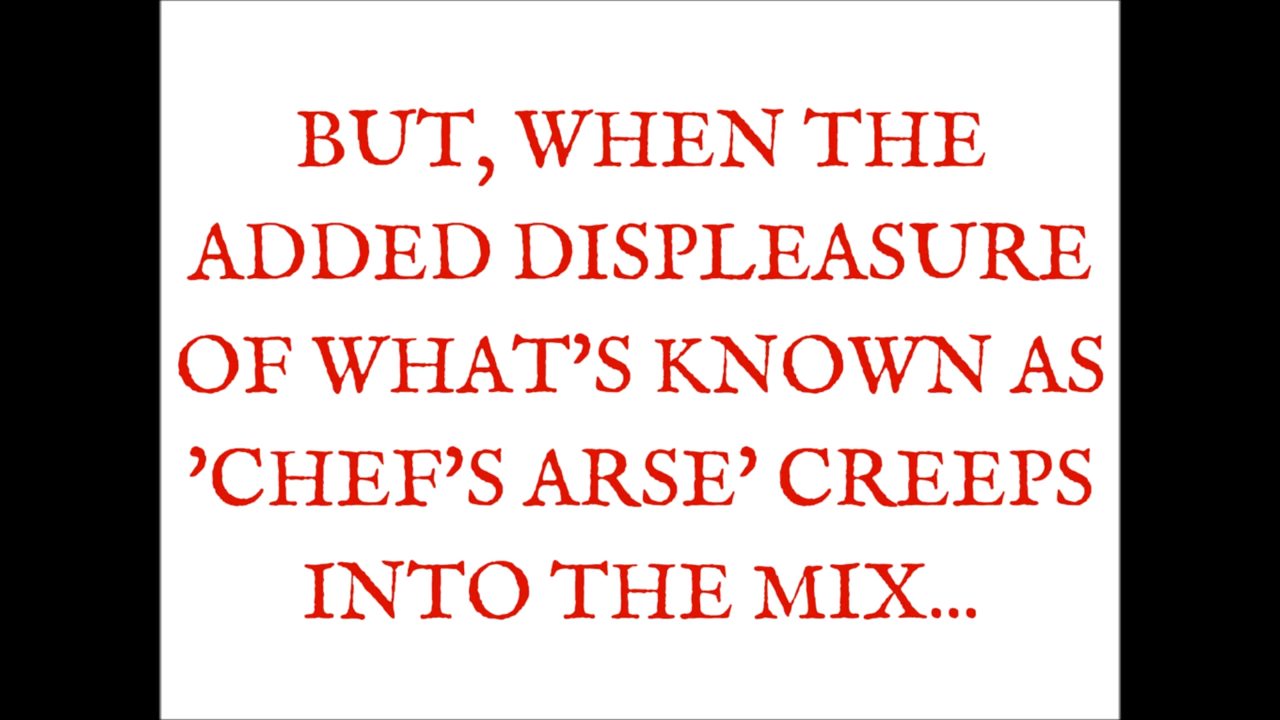 BUT, WHEN THE
ADDED DISPLEASURE
OF WHAT’S KNOWN AS
’CHEF’S ARSE’ CREEPS
INTO THE MIX...